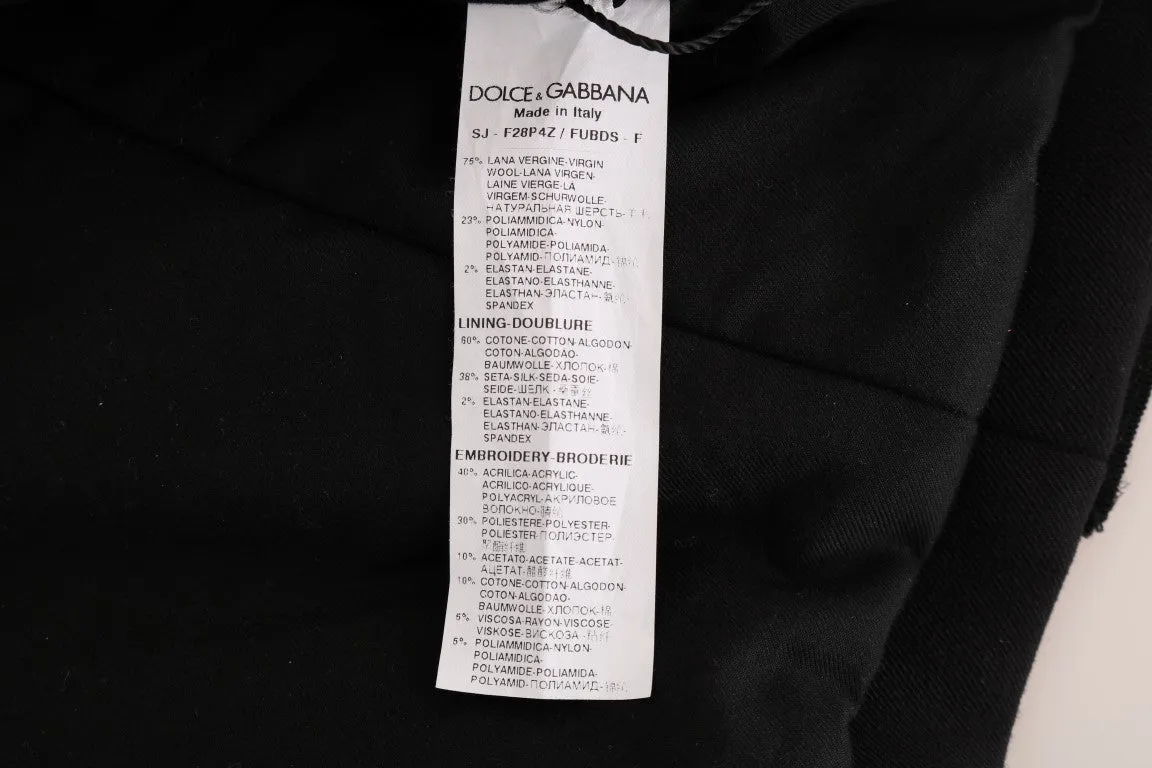 DOLCE & GABBANA
Made in Italy
SJ - F28P4Z / FUBDS - F
75% LANA VERGINE-VIRGIN
WOOL-LANA VIRGEN-
LAINE VIERGE-LA
VIRGEM-SCHURWOLLE-
НАТУРАЛЬНАЯ ШЕРСТЬ-
23% POLIAMMIDICA-NYLON-
POLIAMIDICA-
POLYAMIDE-POLIAMIDA-
POLYAMID-ПОЛИАМИД-
2% ELASTAN-ELASTANE-
ELASTANO-ELASTHANNE-
ELASTHAN-ЭЛАСТАН-
SPANDEX
LINING-DOUBLURE
60% COTONE-COTTON-ALGODON-
COTON-ALGODAO-
BAUMWOLLE-ХЛОПОК-棉
38% SETA-SILK-SEDA-SOIE-
SEIDE-ШЕЛК-
2% ELASTAN-ELASTANE-
ELASTANO-ELASTHANNE-
ELASTHAN-ЭЛАСТАН-
SPANDEX
EMBROIDERY-BRODERIE
40% ACRILICA-ACRYLIC-
ACRILICO-ACRYLIQUE-
POLYACRYL-АКРИЛОВОЕ
ВОЛОКНО-
30% POLIESTERE-POLYESTER-
POLIESTER-ПОЛИЭСТЕР-
10% ACETATO-ACETATE-ACETAT-
АЦЕТАТ-醋酸纤维
10% COTONE-COTTON-ALGODON-
COTON-ALGODAO-
BAUMWOLLE-ХЛОПОК-棉
5% VISCOSA-RAYON-VISCOSE-
VISKOSE-ВИСКОЗА-
5% POLIAMMIDICA-NYLON-
POLIAMIDICA-
POLYAMIDE-POLIAMIDA-
POLYAMID-ПОЛИАМИД-